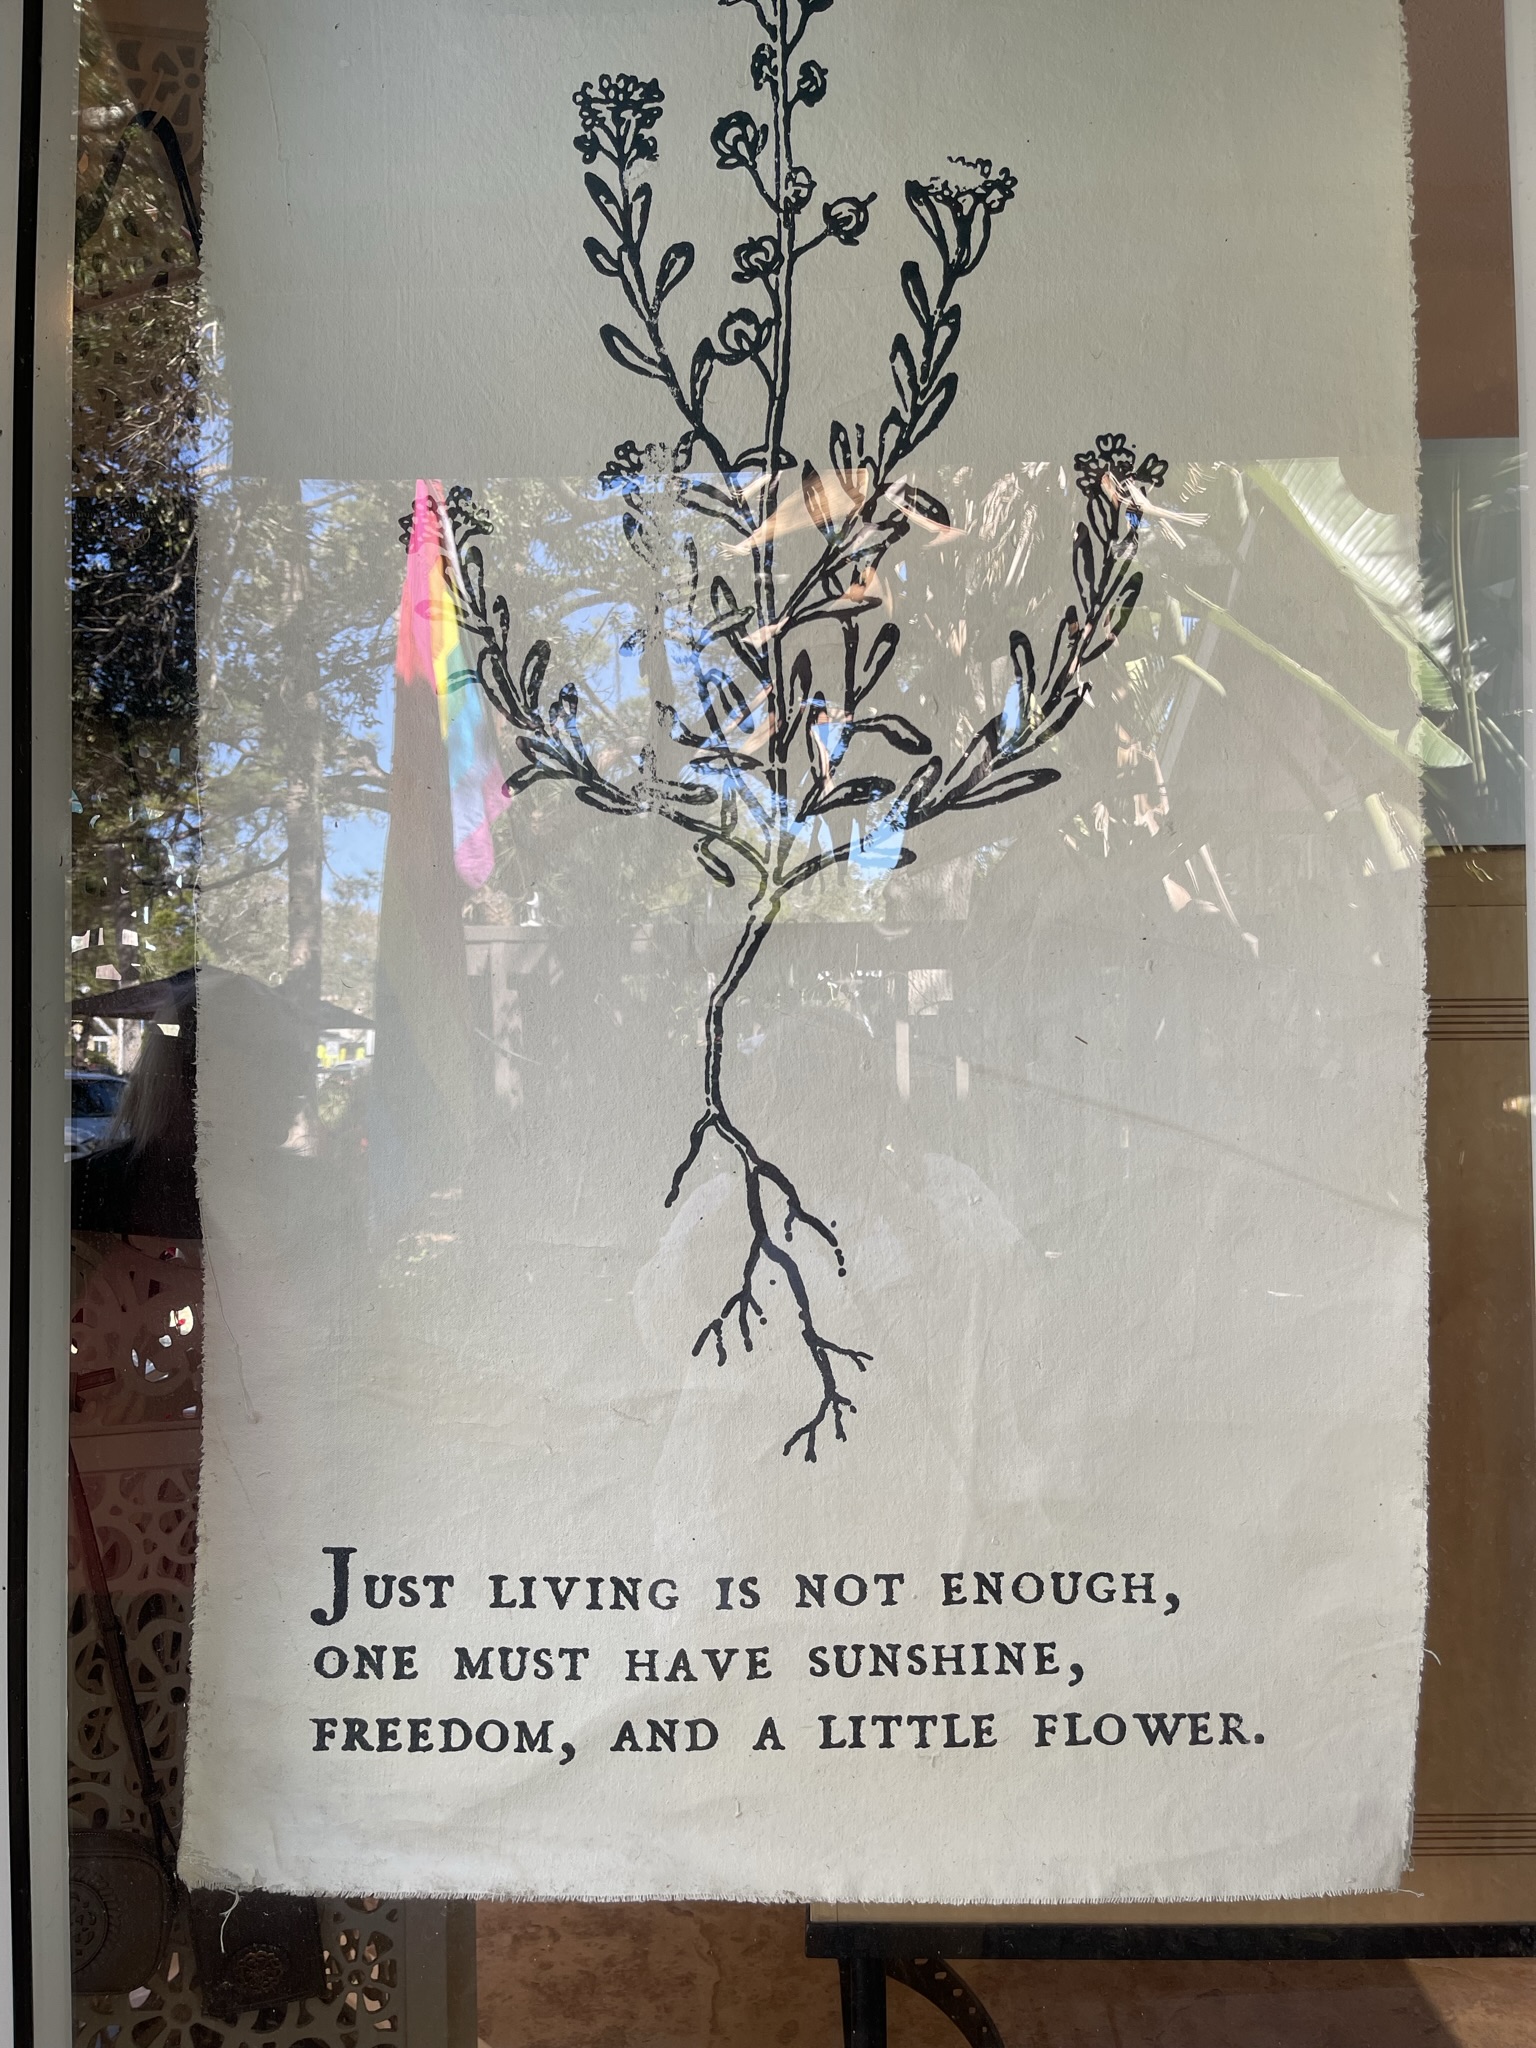 JUST LIVING IS NOT ENOUGH,
ONE MUST HAVE SUNSHINE,
FREEDOM, AND A LITTLE FLOWER.